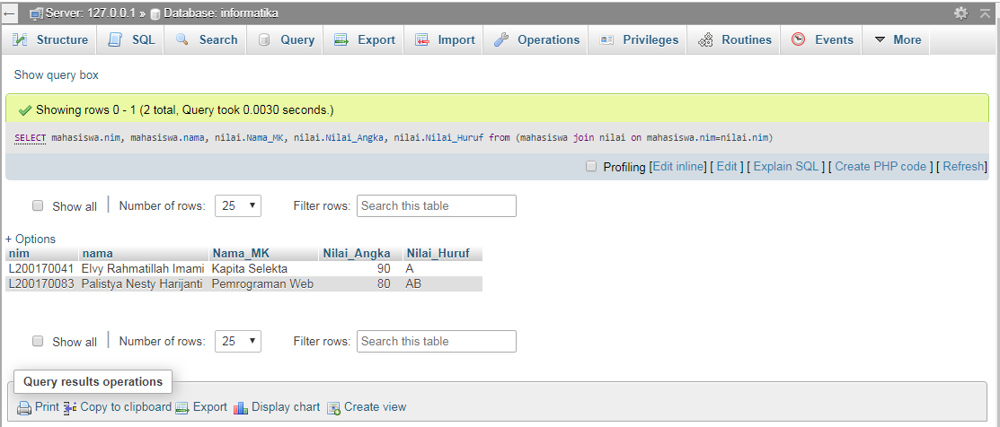 Server: 127.0.0.1 » Database: informatika
Structure SQL Search Query Export Import Operations Privileges Routines Events More
Show query box
Showing rows 0 - 1 (2 total, Query took 0.0030 seconds.)
SELECT mahasiswa.nim, mahasiswa.nama, nilai.Nama_MK, nilai.Nilai_Angka, nilai.Nilai_Huruf from (mahasiswa join nilai on mahasiswa.nim=nilai.nim)
Profiling [Edit inline] [ Edit ] [ Explain SQL ] [ Create PHP code ] [ Refresh]
Show all Number of rows: 25 Filter rows: Search this table
+ Options
nim nama Nama_MK Nilai_Angka Nilai_Huruf
L200170041 Elvy Rahmatillah Imami Kapita Selekta 90 A
L200170083 Palistya Nesty Harijanti Pemrograman Web 80 AB
Show all Number of rows: 25 Filter rows: Search this table
Query results operations
Print Copy to clipboard Export Display chart Create view